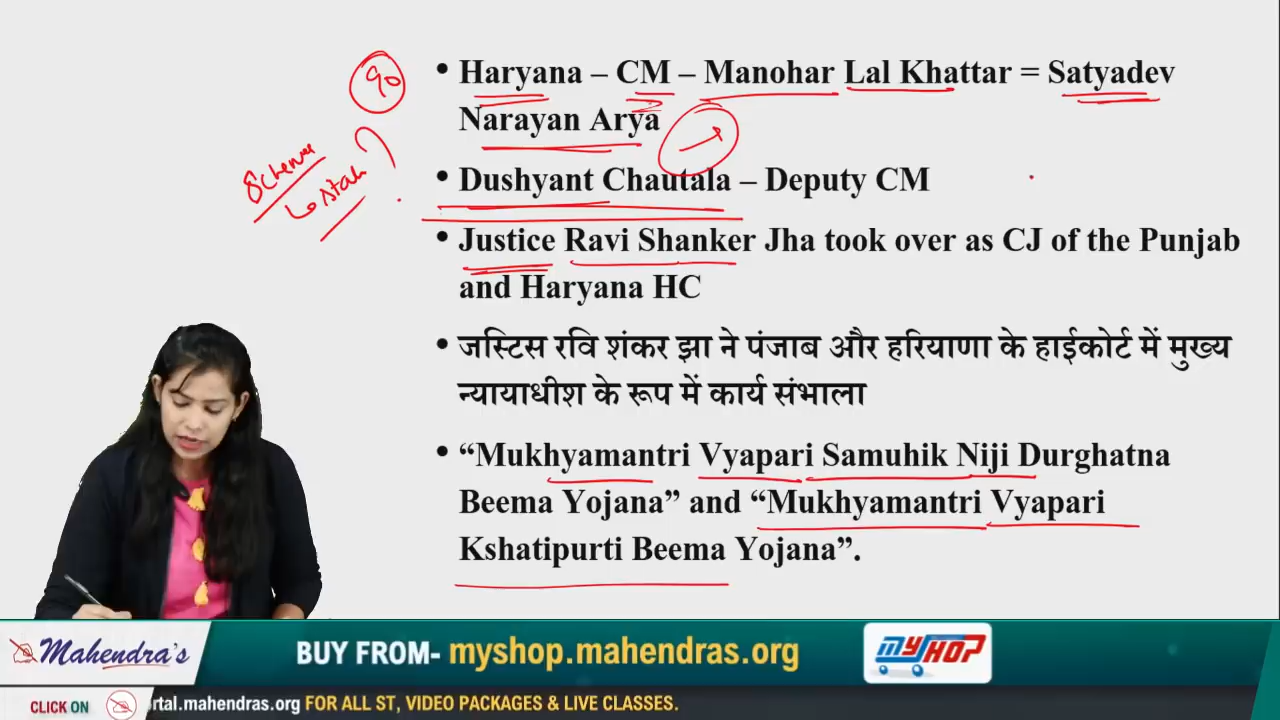 90
• Haryana – CM – Manohar Lal Khattar = Satyadev
Narayan Arya
Scheme
↳ State ?
• Dushyant Chautala – Deputy CM
• Justice Ravi Shanker Jha took over as CJ of the Punjab
and Haryana HC
• जस्टिस रवि शंकर झा ने पंजाब और हरियाणा के हाईकोर्ट में मुख्य
न्यायाधीश के रूप में कार्य संभाला
• “Mukhyamantri Vyapari Samuhik Niji Durghatna
Beema Yojana” and “Mukhyamantri Vyapari
Kshatipurti Beema Yojana”.
Mahendra's
BUY FROM- myshop.mahendras.org
MY SHOP
CLICK ON
rtal.mahendras.org FOR ALL ST, VIDEO PACKAGES & LIVE CLASSES.